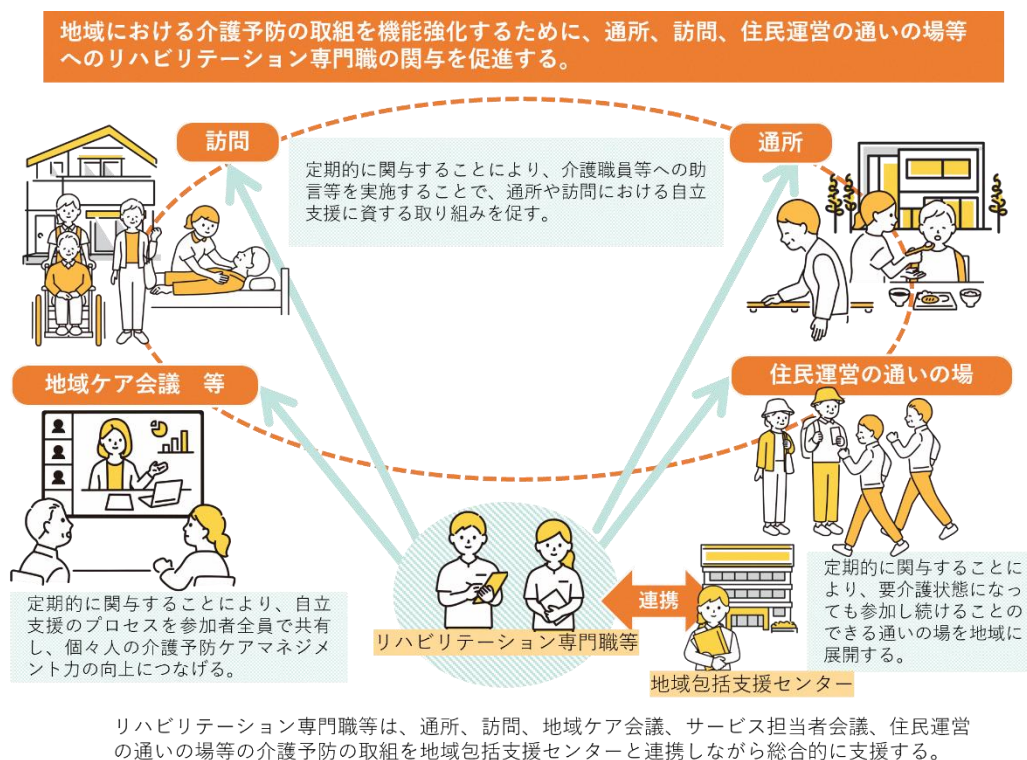 地域における介護予防の取組を機能強化するために、通所、訪問、住民運営の通いの場等
へのリハビリテーション専門職の関与を促進する。
訪問
通所
定期的に関与することにより、介護職員等への助
言等を実施することで、通所や訪問における自立
支援に資する取り組みを促す。
地域ケア会議　等
住民運営の通いの場
定期的に関与することにより、自立
支援のプロセスを参加者全員で共有
し、個々人の介護予防ケアマネジメ
ント力の向上につなげる。
リハビリテーション専門職等
連携
地域包括支援センター
定期的に関与することに
より、要介護状態になっ
ても参加し続けることの
できる通いの場を地域に
展開する。
リハビリテーション専門職等は、通所、訪問、地域ケア会議、サービス担当者会議、住民運営
の通いの場等の介護予防の取組を地域包括支援センターと連携しながら総合的に支援する。